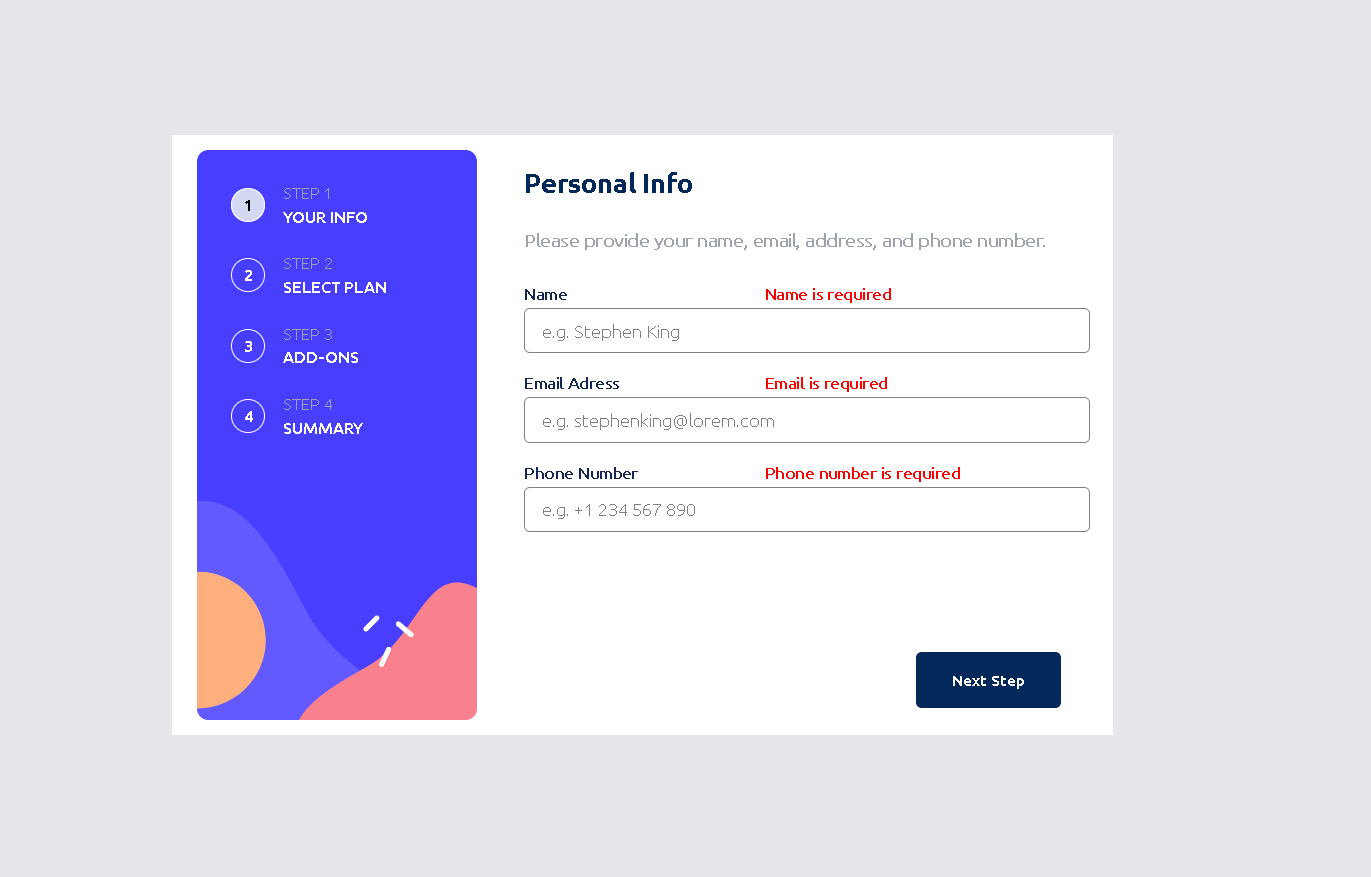 1
STEP 1
YOUR INFO
2
STEP 2
SELECT PLAN
3
STEP 3
ADD-ONS
4
STEP 4
SUMMARY
Personal Info
Please provide your name, email, address, and phone number.
Name Name is required
e.g. Stephen King
Email Adress Email is required
e.g. stephenking@lorem.com
Phone Number Phone number is required
e.g. +1 234 567 890
Next Step